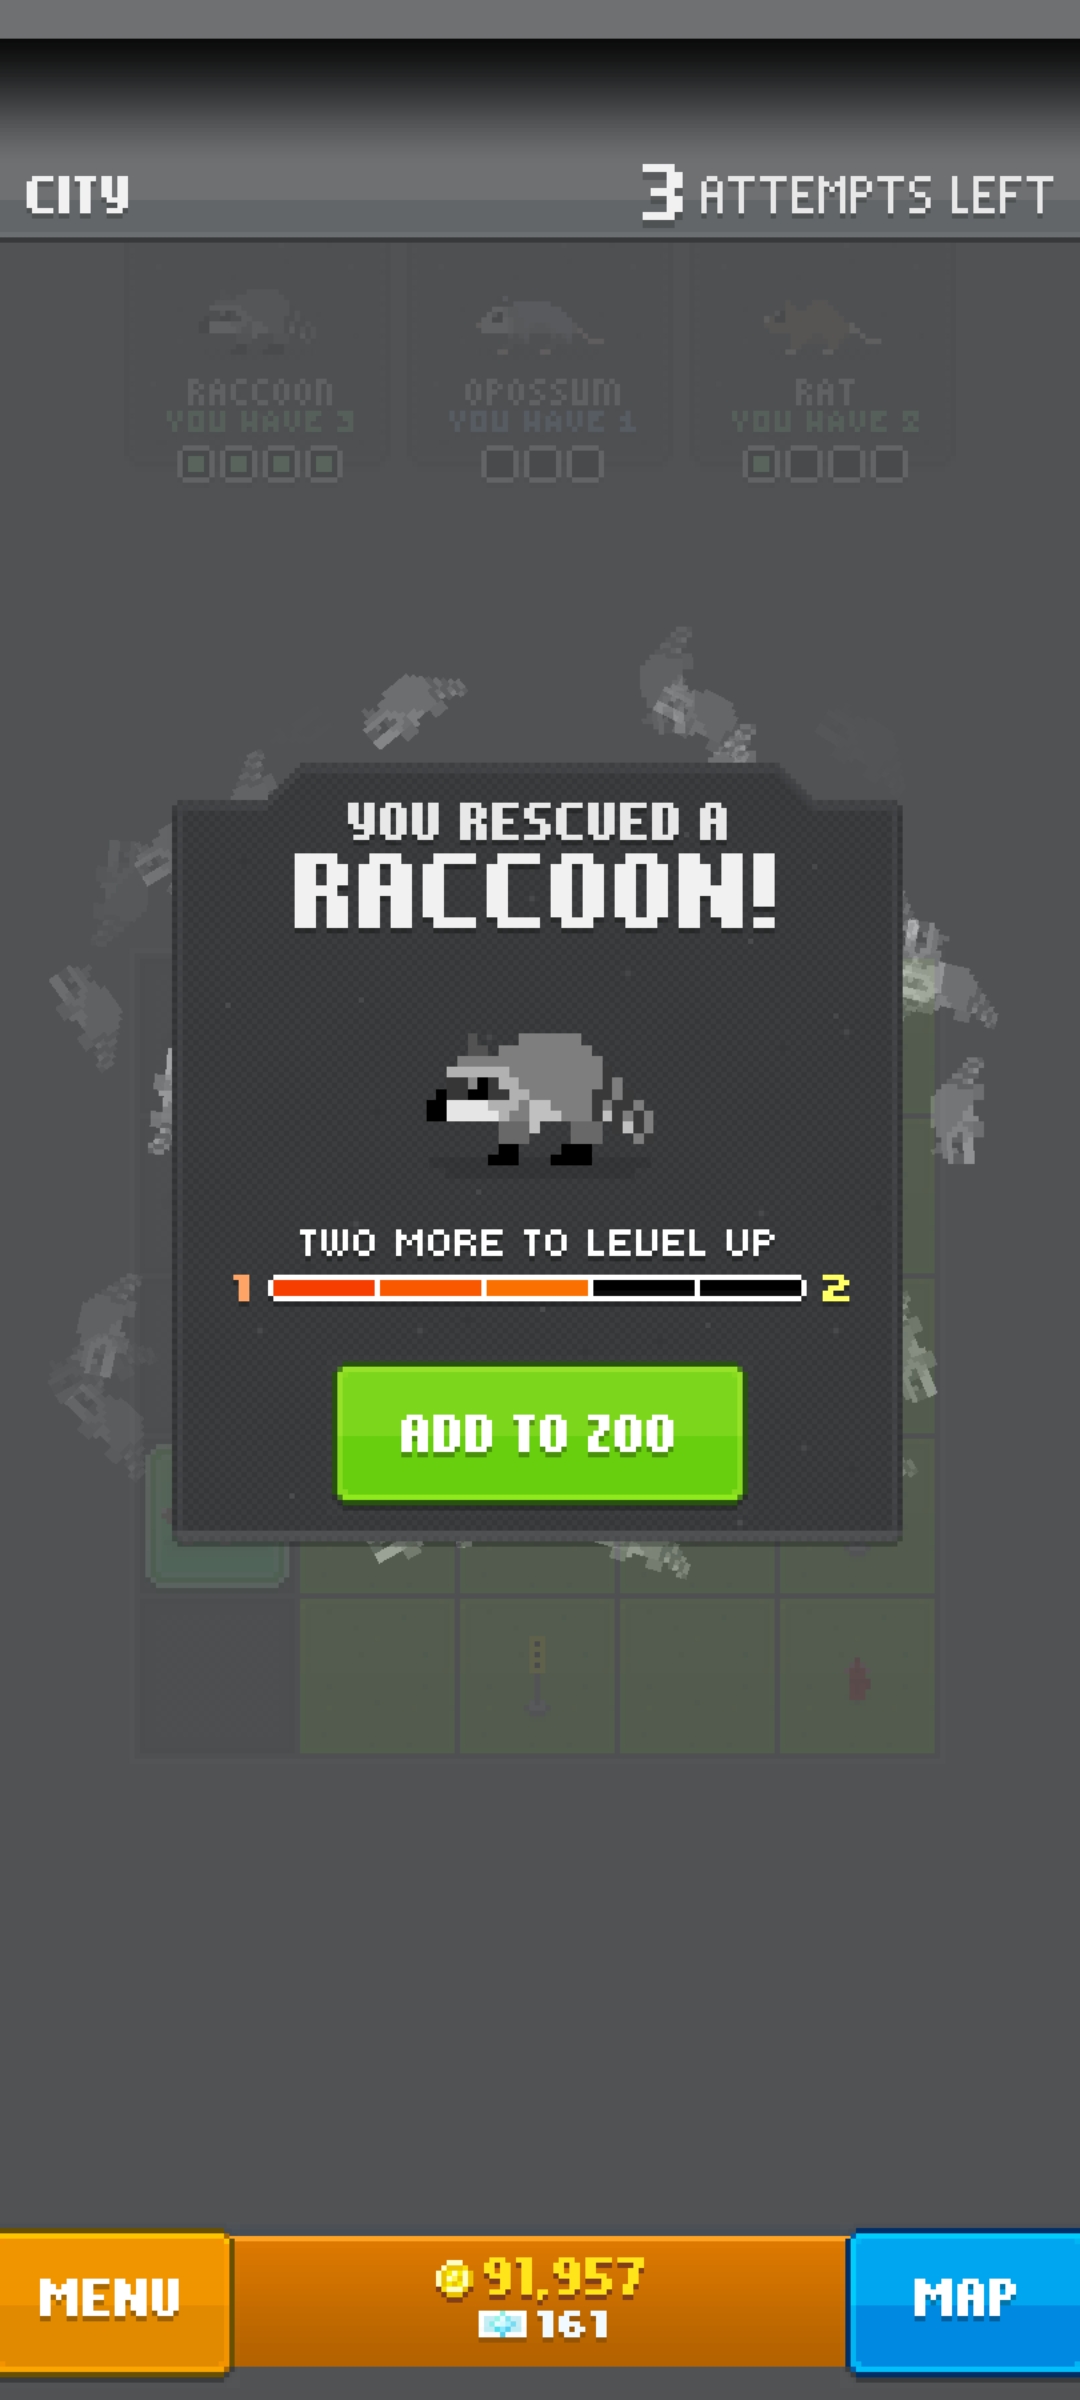 CITY
3 ATTEMPTS LEFT
RACCOON
OPOSSUM
RAT
YOU HAVE 3
YOU HAVE 1
YOU HAVE 2
YOU RESCUED A
RACCOON!
TWO MORE TO LEVEL UP
1
2
ADD TO ZOO
MENU
91,957
161
MAP